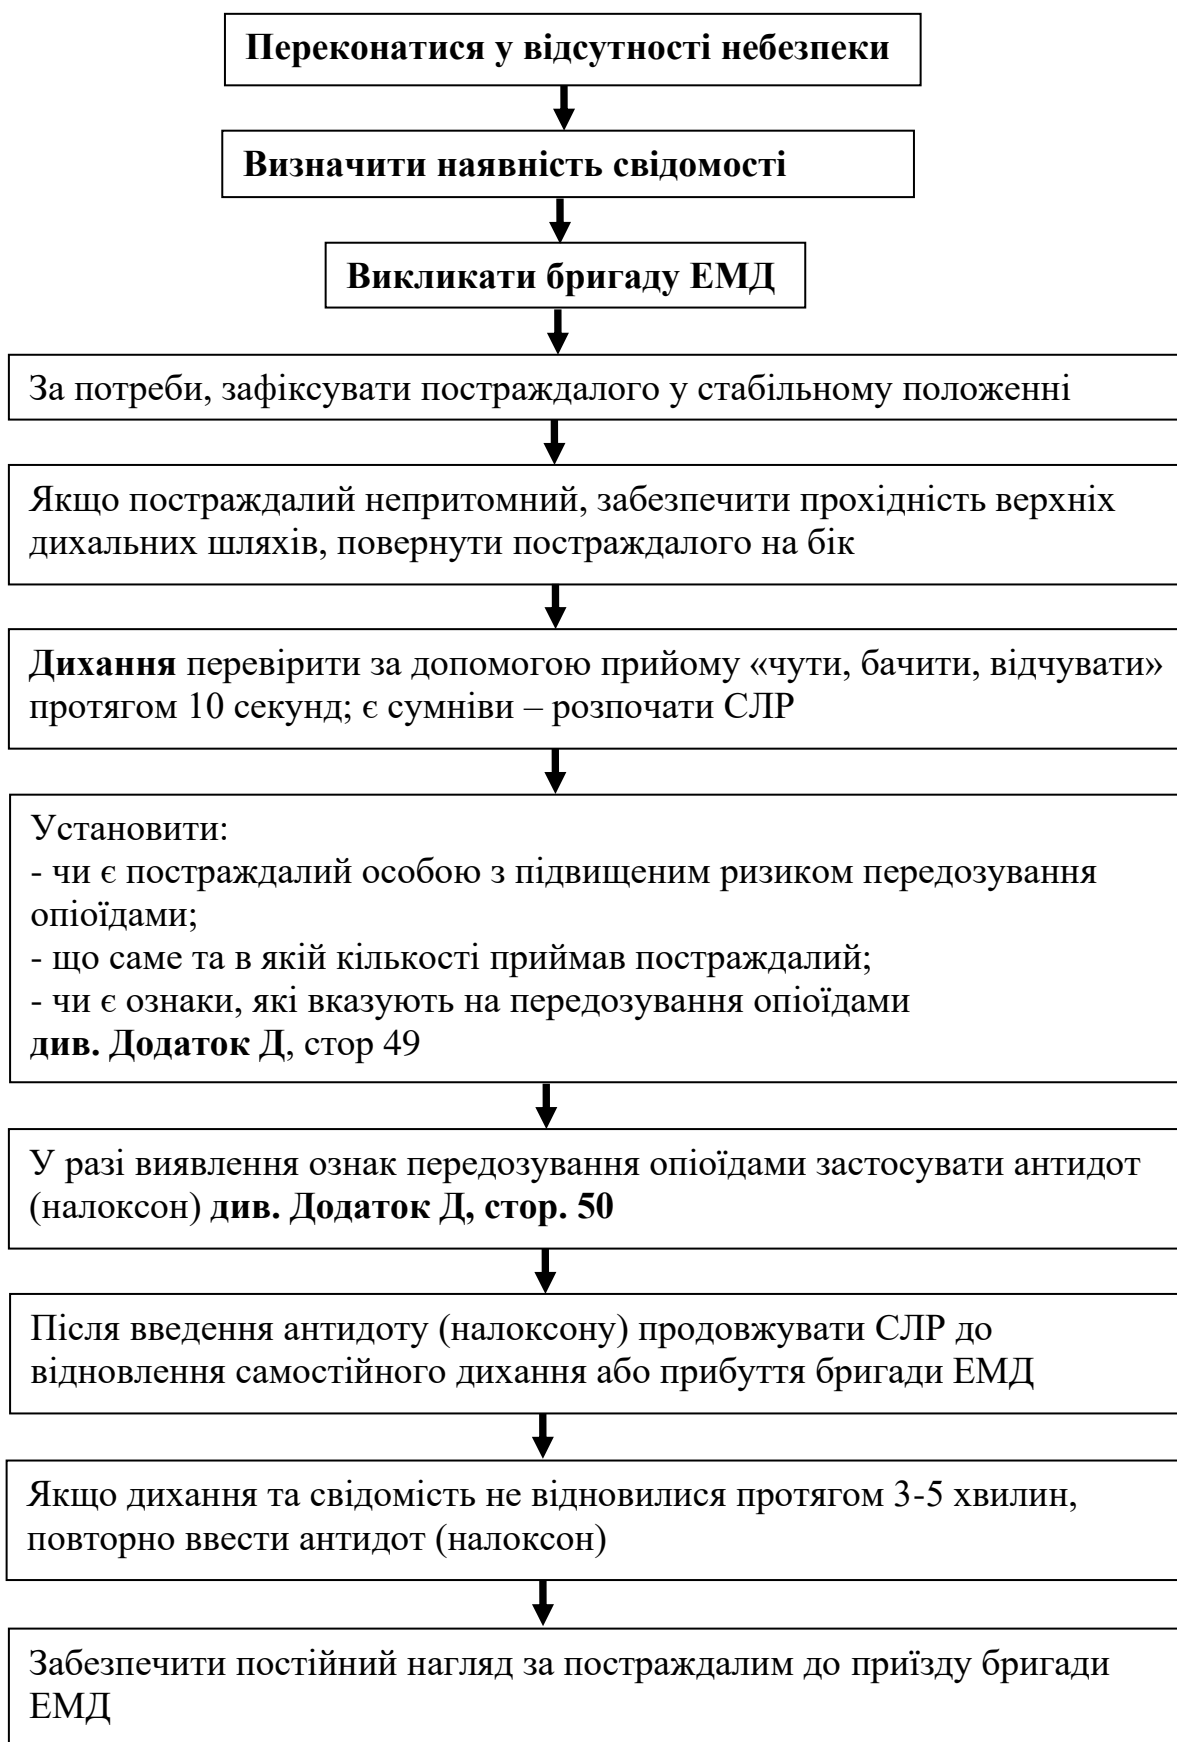 Переконатися у відсутності небезпеки
Визначити наявність свідомості
Викликати бригаду ЕМД
За потреби, зафіксувати постраждалого у стабільному положенні
Якщо постраждалий непритомний, забезпечити прохідність верхніх
дихальних шляхів, повернути постраждалого на бік
Дихання перевірити за допомогою прийому «чути, бачити, відчувати»
протягом 10 секунд; є сумніви – розпочати СЛР
Установити:
- чи є постраждалий особою з підвищеним ризиком передозування
опіоїдами;
- що саме та в якій кількості приймав постраждалий;
- чи є ознаки, які вказують на передозування опіоїдами
див. Додаток Д, стор 49
У разі виявлення ознак передозування опіоїдами застосувати антидот
(налоксон) див. Додаток Д, стор. 50
Після введення антидоту (налоксону) продовжувати СЛР до
відновлення самостійного дихання або прибуття бригади ЕМД
Якщо дихання та свідомість не відновилися протягом 3-5 хвилин,
повторно ввести антидот (налоксон)
Забезпечити постійний нагляд за постраждалим до приїзду бригади
ЕМД